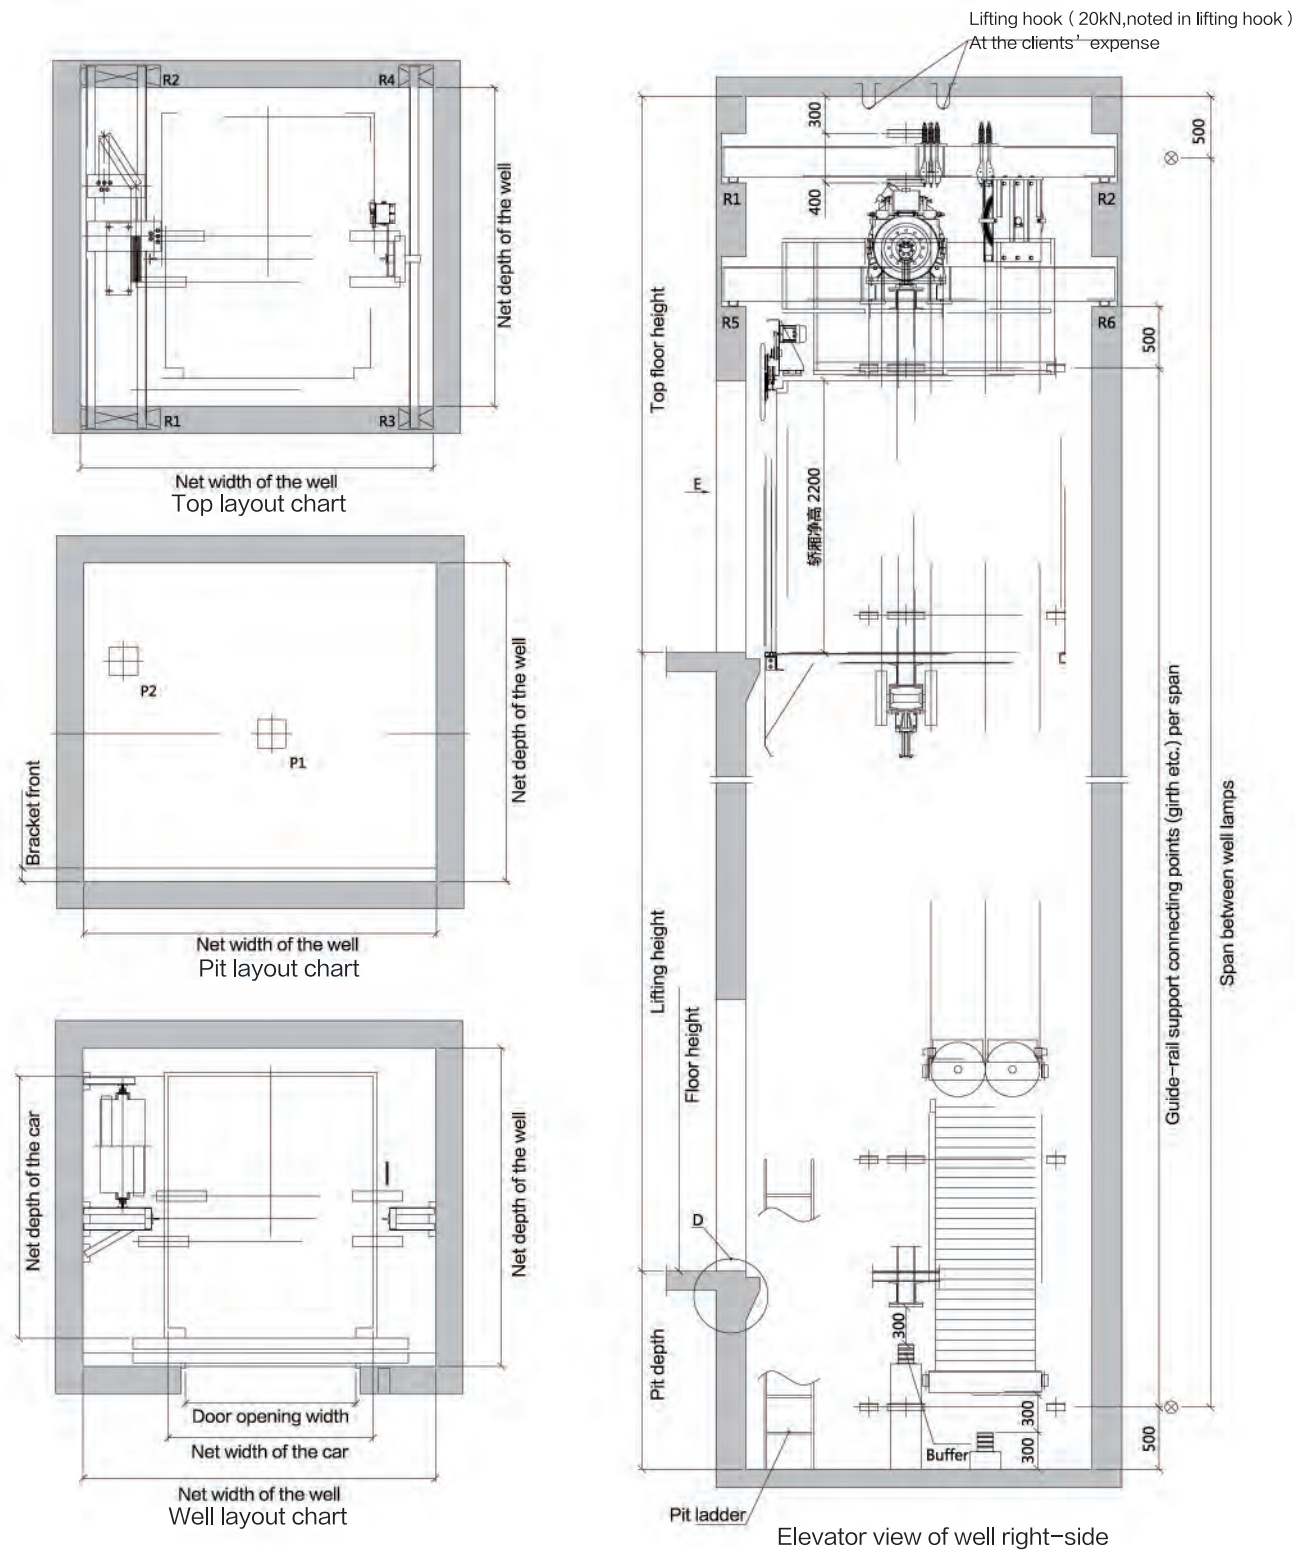 Lifting hook ( 20kN,noted in lifting hook )
At the clients' expense
R2
R4
Net depth of the well
R1
R3
Net width of the well
Top layout chart
P2
P1
Bracket front
Net depth of the well
Net width of the well
Pit layout chart
Net depth of the car
Net depth of the well
Door opening width
Net width of the car
Net width of the well
Well layout chart
300
500
R1
400
R2
Top floor height
R5
R6
500
E
轿厢净高 2200
Guide-rail support connecting points (girth etc.) per span
Span between well lamps
Lifting height
Floor height
D
300
Pit depth
300
Buffer
300
500
Pit ladder
Elevator view of well right-side